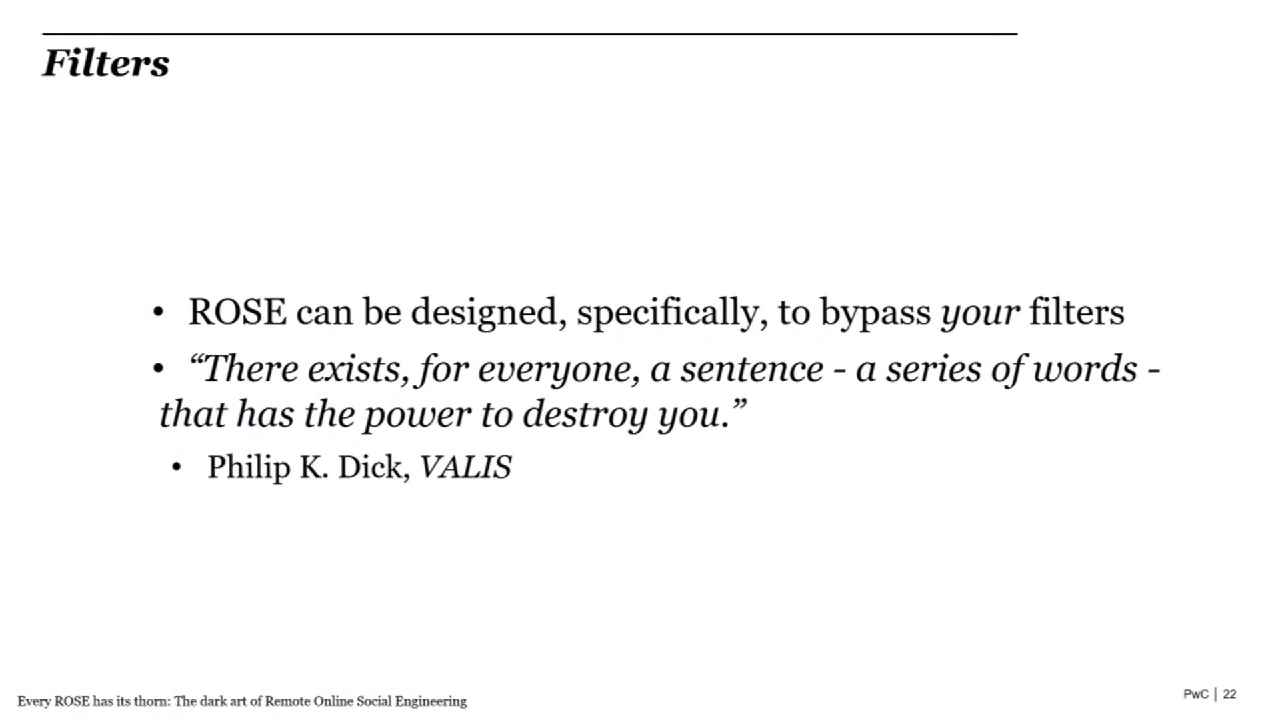 Filters
• ROSE can be designed, specifically, to bypass your filters
• “There exists, for everyone, a sentence - a series of words -
that has the power to destroy you.”
• Philip K. Dick, VALIS
Every ROSE has its thorn: The dark art of Remote Online Social Engineering
PwC | 22